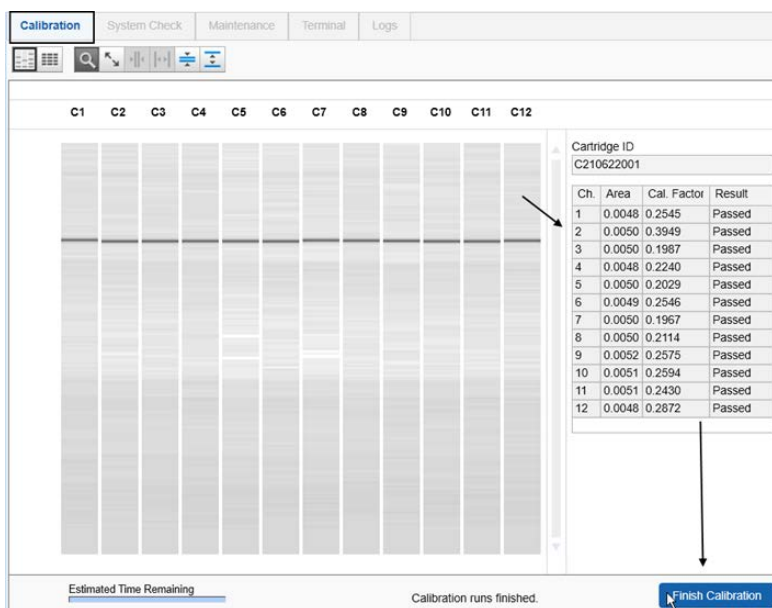 Calibration System Check Maintenance Terminal Logs
C1 C2 C3 C4 C5 C6 C7 C8 C9 C10 C11 C12
Cartridge ID
C210622001
Ch. Area Cal. Factor Result
1 0.0048 0.2545 Passed
2 0.0050 0.3949 Passed
3 0.0050 0.1987 Passed
4 0.0048 0.2240 Passed
5 0.0050 0.2029 Passed
6 0.0049 0.2546 Passed
7 0.0050 0.1967 Passed
8 0.0050 0.2114 Passed
9 0.0052 0.2575 Passed
10 0.0051 0.2594 Passed
11 0.0051 0.2430 Passed
12 0.0048 0.2872 Passed
Estimated Time Remaining
Calibration runs finished.
Finish Calibration